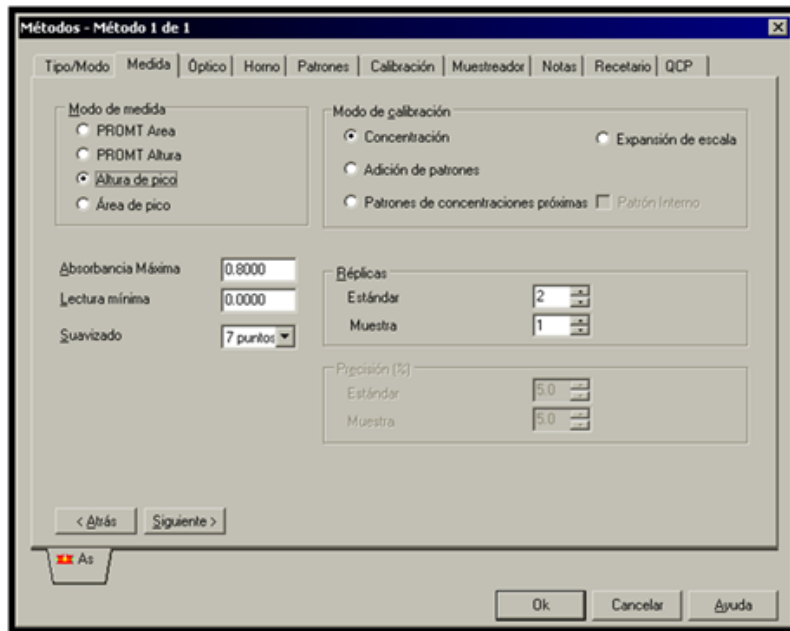 Métodos - Método 1 de 1
Tipo/Modo Medida Óptico Horno Patrones Calibración Muestreador Notas Recetario QCP
Modo de medida
PROMT Area
PROMT Altura
Altura de pico
Área de pico
Modo de calibración
Concentración
Expansión de escala
Adición de patrones
Patrones de concentraciones próximas
Patrón Interno
Absorbancia Máxima 0.8000
Lectura mínima 0.0000
Suavizado 7 puntos
Réplicas
Estándar 2
Muestra 1
Precisión (%)
Estándar 5.0
Muestra 5.0
< Atrás Siguiente >
As
Ok Cancelar Ayuda